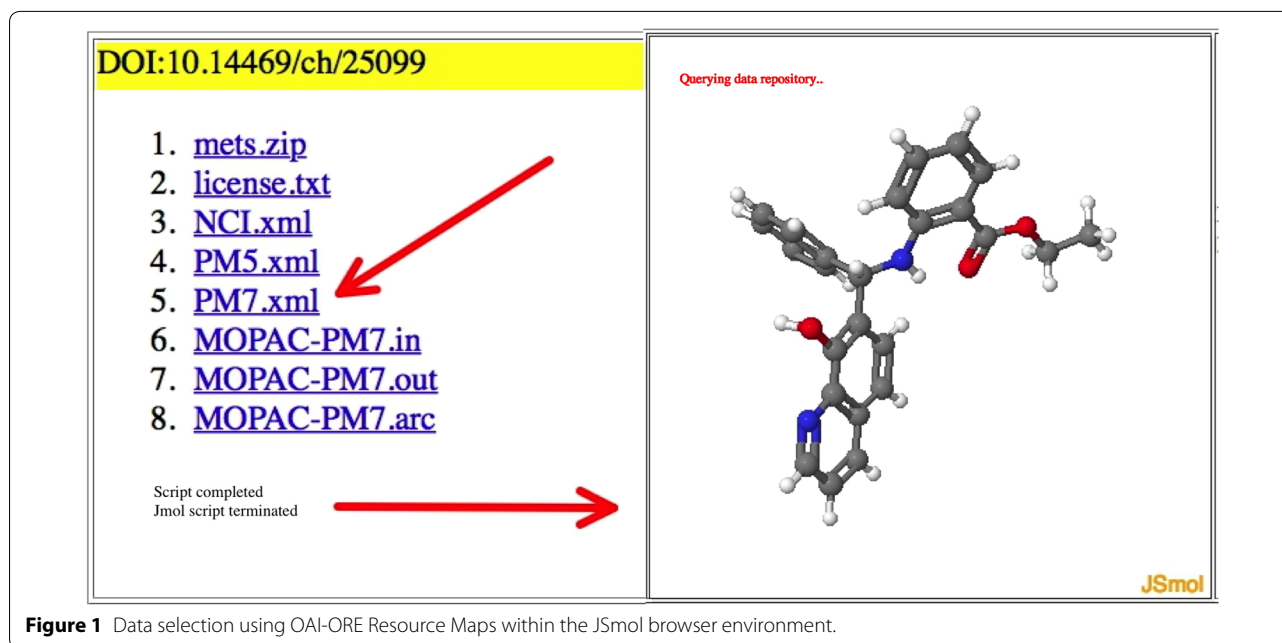 DOI:10.14469/ch/25099
1. mets.zip
2. license.txt
3. NCI.xml
4. PM5.xml
5. PM7.xml
6. MOPAC-PM7.in
7. MOPAC-PM7.out
8. MOPAC-PM7.arc
Script completed
Jmol script terminated
Querying data repository..
JSmol
Figure 1 Data selection using OAI-ORE Resource Maps within the JSmol browser environment.